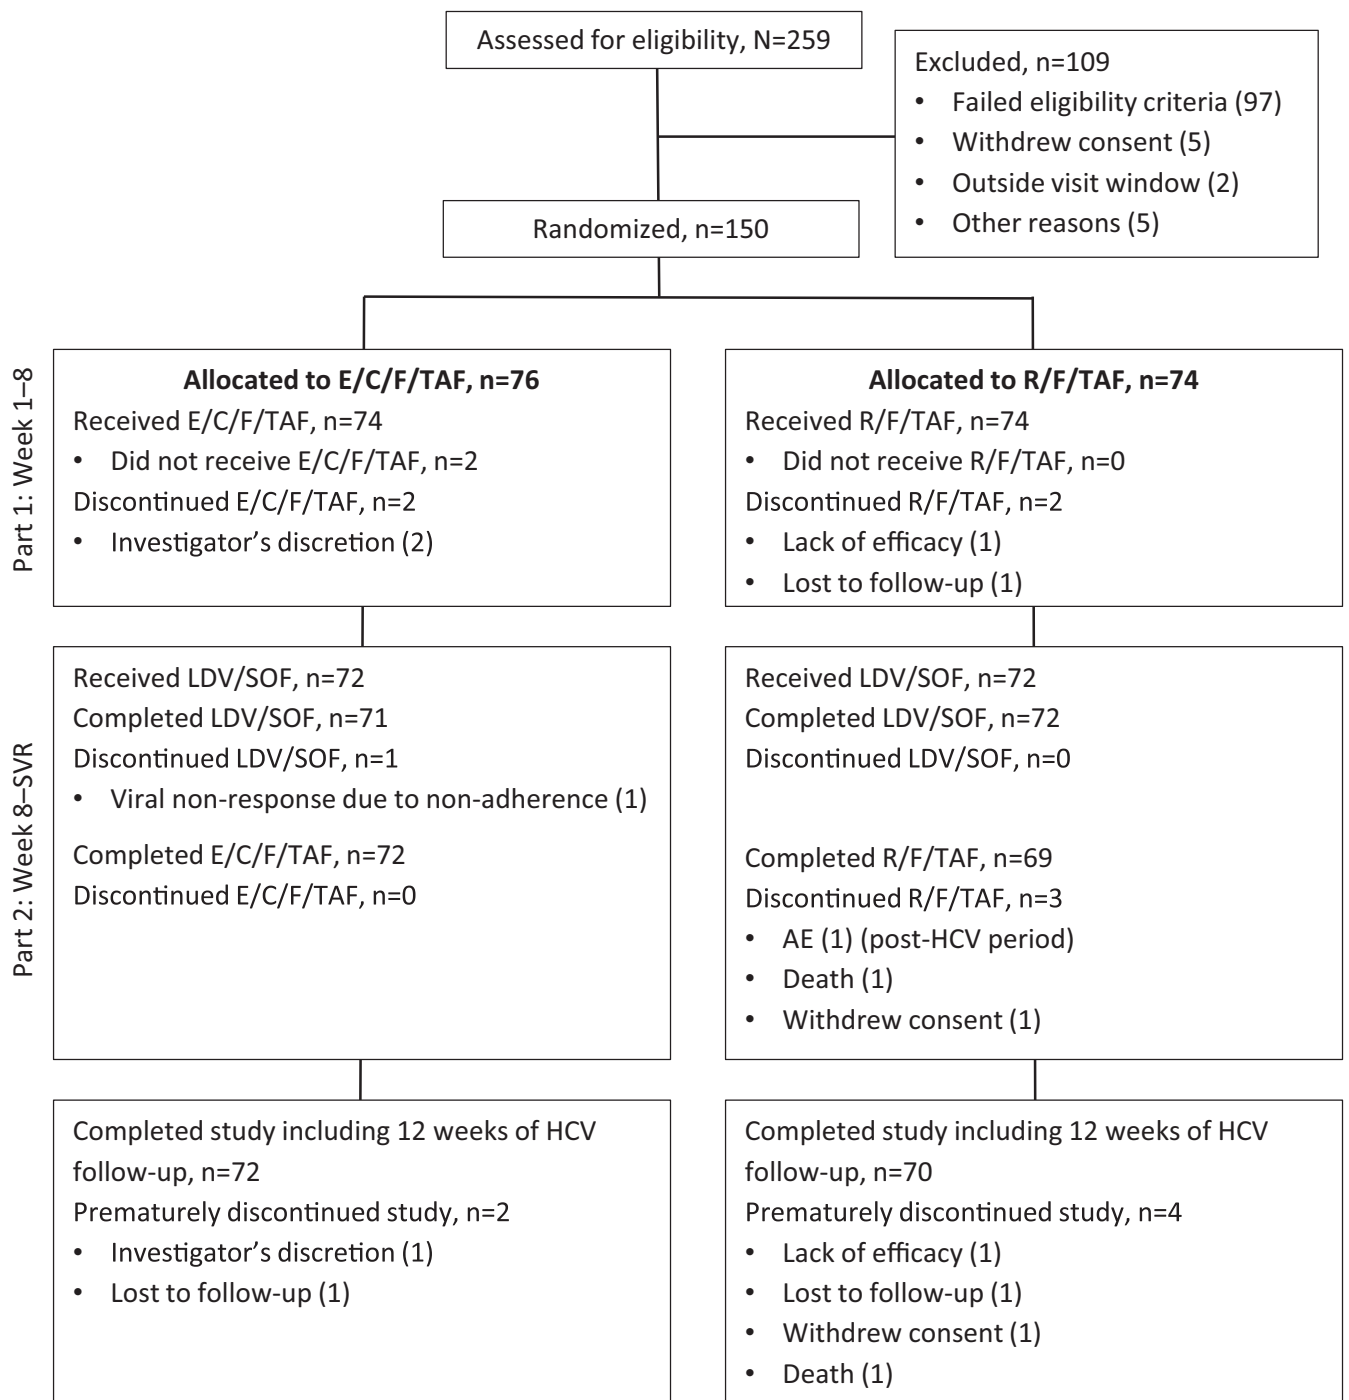 Assessed for eligibility, N=259
Excluded, n=109
• Failed eligibility criteria (97)
• Withdrew consent (5)
• Outside visit window (2)
• Other reasons (5)
Randomized, n=150
Part 1: Week 1–8
Allocated to E/C/F/TAF, n=76
Received E/C/F/TAF, n=74
• Did not receive E/C/F/TAF, n=2
Discontinued E/C/F/TAF, n=2
• Investigator’s discretion (2)
Allocated to R/F/TAF, n=74
Received R/F/TAF, n=74
• Did not receive R/F/TAF, n=0
Discontinued R/F/TAF, n=2
• Lack of efficacy (1)
• Lost to follow-up (1)
Part 2: Week 8–SVR
Received LDV/SOF, n=72
Completed LDV/SOF, n=71
Discontinued LDV/SOF, n=1
• Viral non-response due to non-adherence (1)
Completed E/C/F/TAF, n=72
Discontinued E/C/F/TAF, n=0
Received LDV/SOF, n=72
Completed LDV/SOF, n=72
Discontinued LDV/SOF, n=0
Completed R/F/TAF, n=69
Discontinued R/F/TAF, n=3
• AE (1) (post-HCV period)
• Death (1)
• Withdrew consent (1)
Completed study including 12 weeks of HCV
follow-up, n=72
Prematurely discontinued study, n=2
• Investigator’s discretion (1)
• Lost to follow-up (1)
Completed study including 12 weeks of HCV
follow-up, n=70
Prematurely discontinued study, n=4
• Lack of efficacy (1)
• Lost to follow-up (1)
• Withdrew consent (1)
• Death (1)